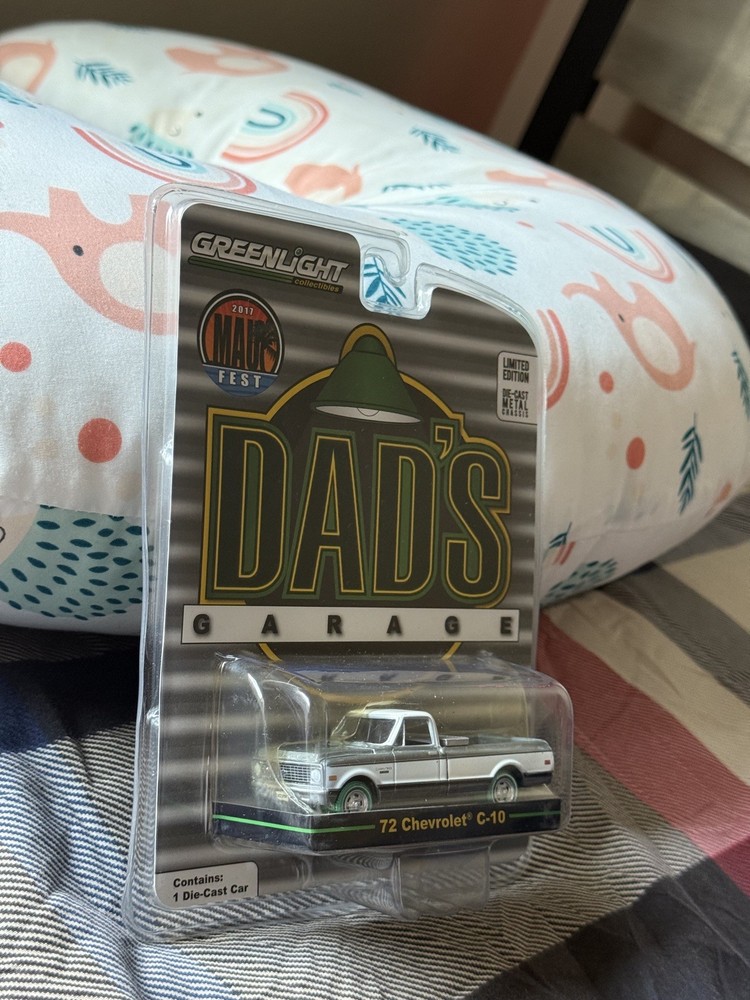 GREENLIGHT
collectibles
2017
MAUI
FEST
LIMITED
EDITION
DIE-CAST
METAL
CHASSIS
DAD'S
GARAGE
72 Chevrolet® C-10
Contains:
1 Die-Cast Car